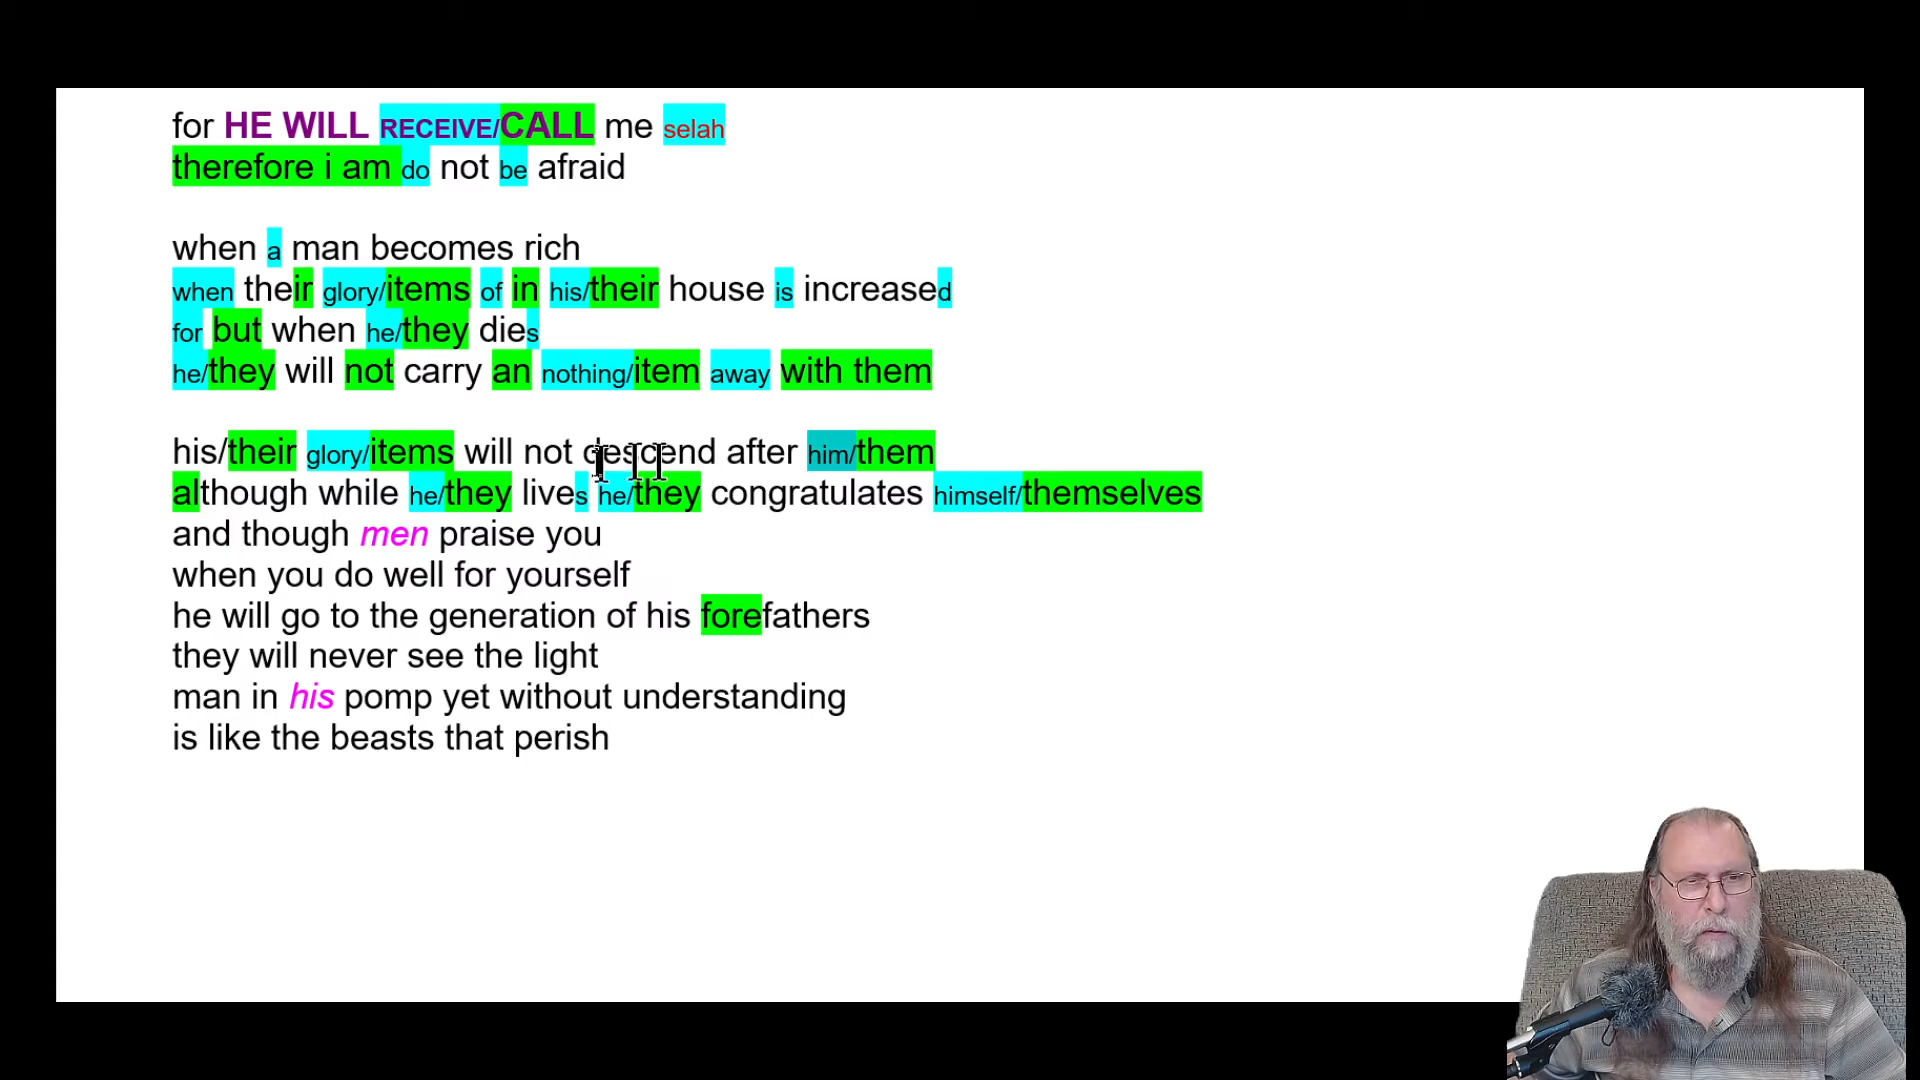 for HE WILL RECEIVE/CALL me selah
therefore i am do not be afraid
when a man becomes rich
when their glory/items of in his/their house is increased
for but when he/they dies
he/they will not carry an nothing/item away with them
his/their glory/items will not descend after him/them
although while he/they lives he/they congratulates himself/themselves
and though men praise you
when you do well for yourself
he will go to the generation of his forefathers
they will never see the light
man in his pomp yet without understanding
is like the beasts that perish